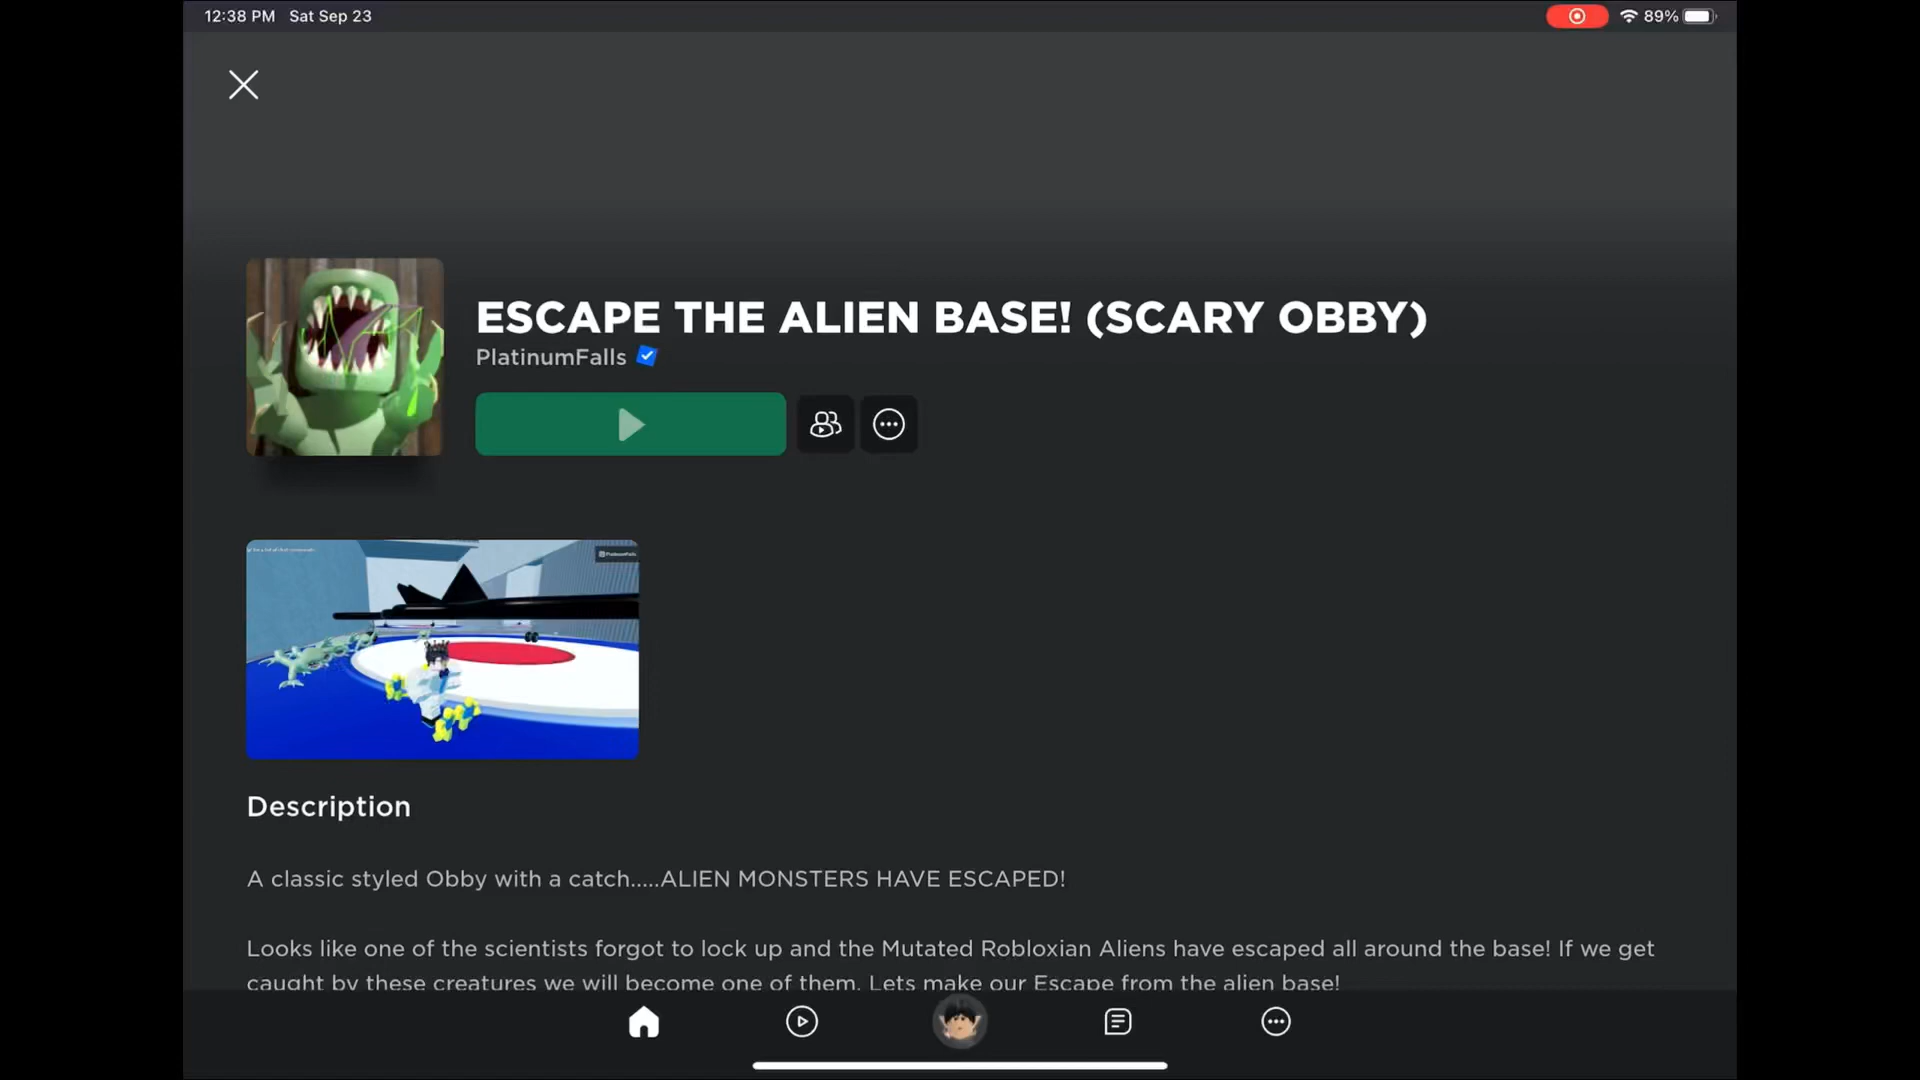 12:38 PM Sat Sep 23
89%
ESCAPE THE ALIEN BASE! (SCARY OBBY)
PlatinumFalls
PlatinumFalls
Description
A classic styled Obby with a catch.....ALIEN MONSTERS HAVE ESCAPED!
Looks like one of the scientists forgot to lock up and the Mutated Robloxian Aliens have escaped all around the base! If we get
caught by these creatures we will become one of them. Lets make our Escape from the alien base!